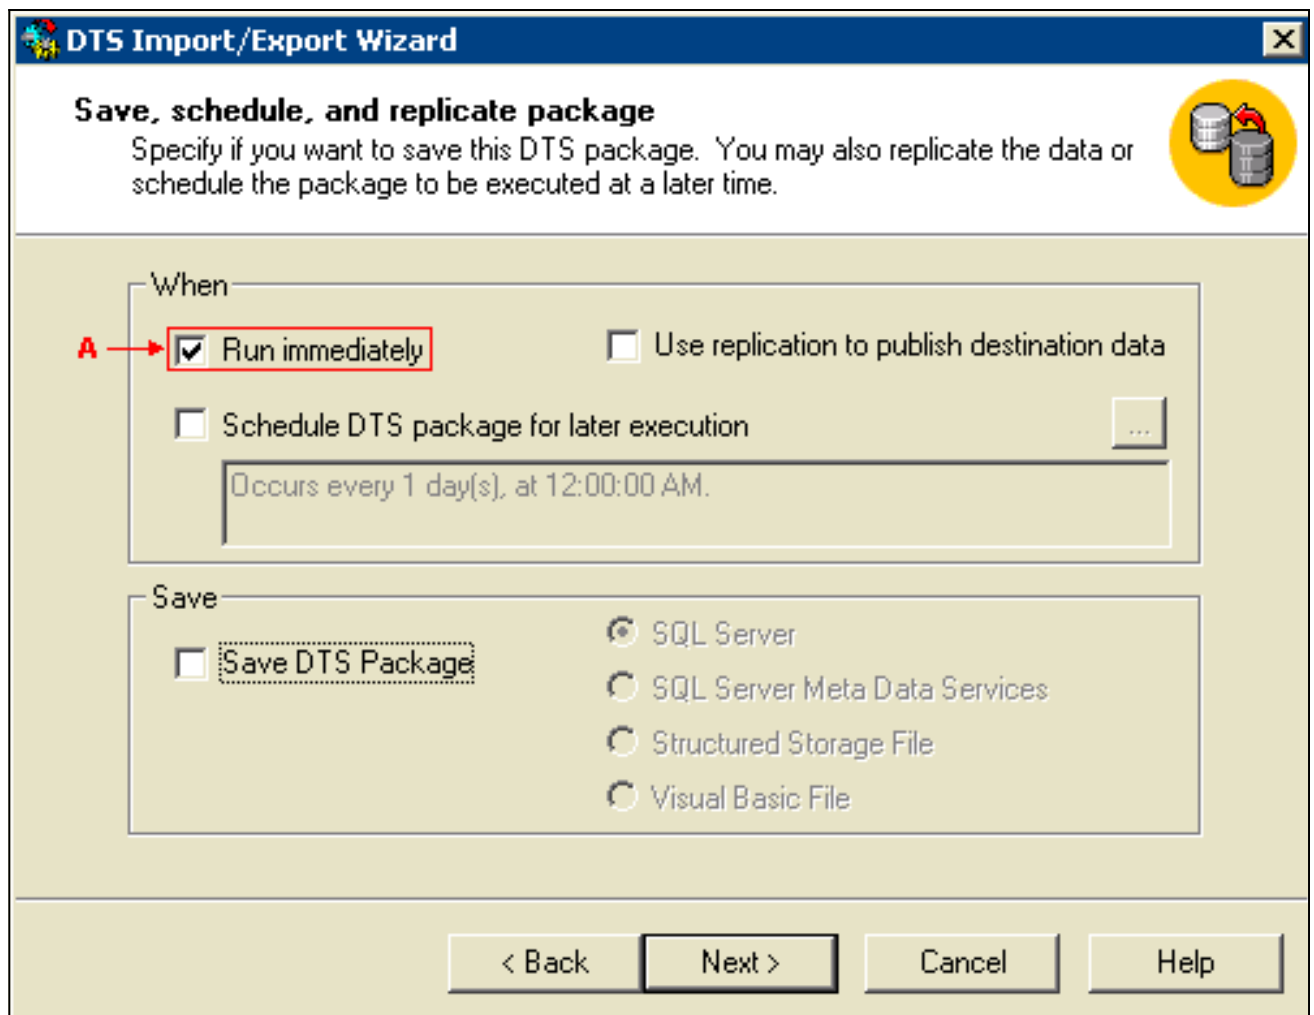 DTS Import/Export Wizard
Save, schedule, and replicate package
Specify if you want to save this DTS package.  You may also replicate the data or
schedule the package to be executed at a later time.
When
A
Run immediately
Use replication to publish destination data
Schedule DTS package for later execution
...
Occurs every 1 day(s), at 12:00:00 AM.
Save
Save DTS Package
SQL Server
SQL Server Meta Data Services
Structured Storage File
Visual Basic File
< Back
Next >
Cancel
Help